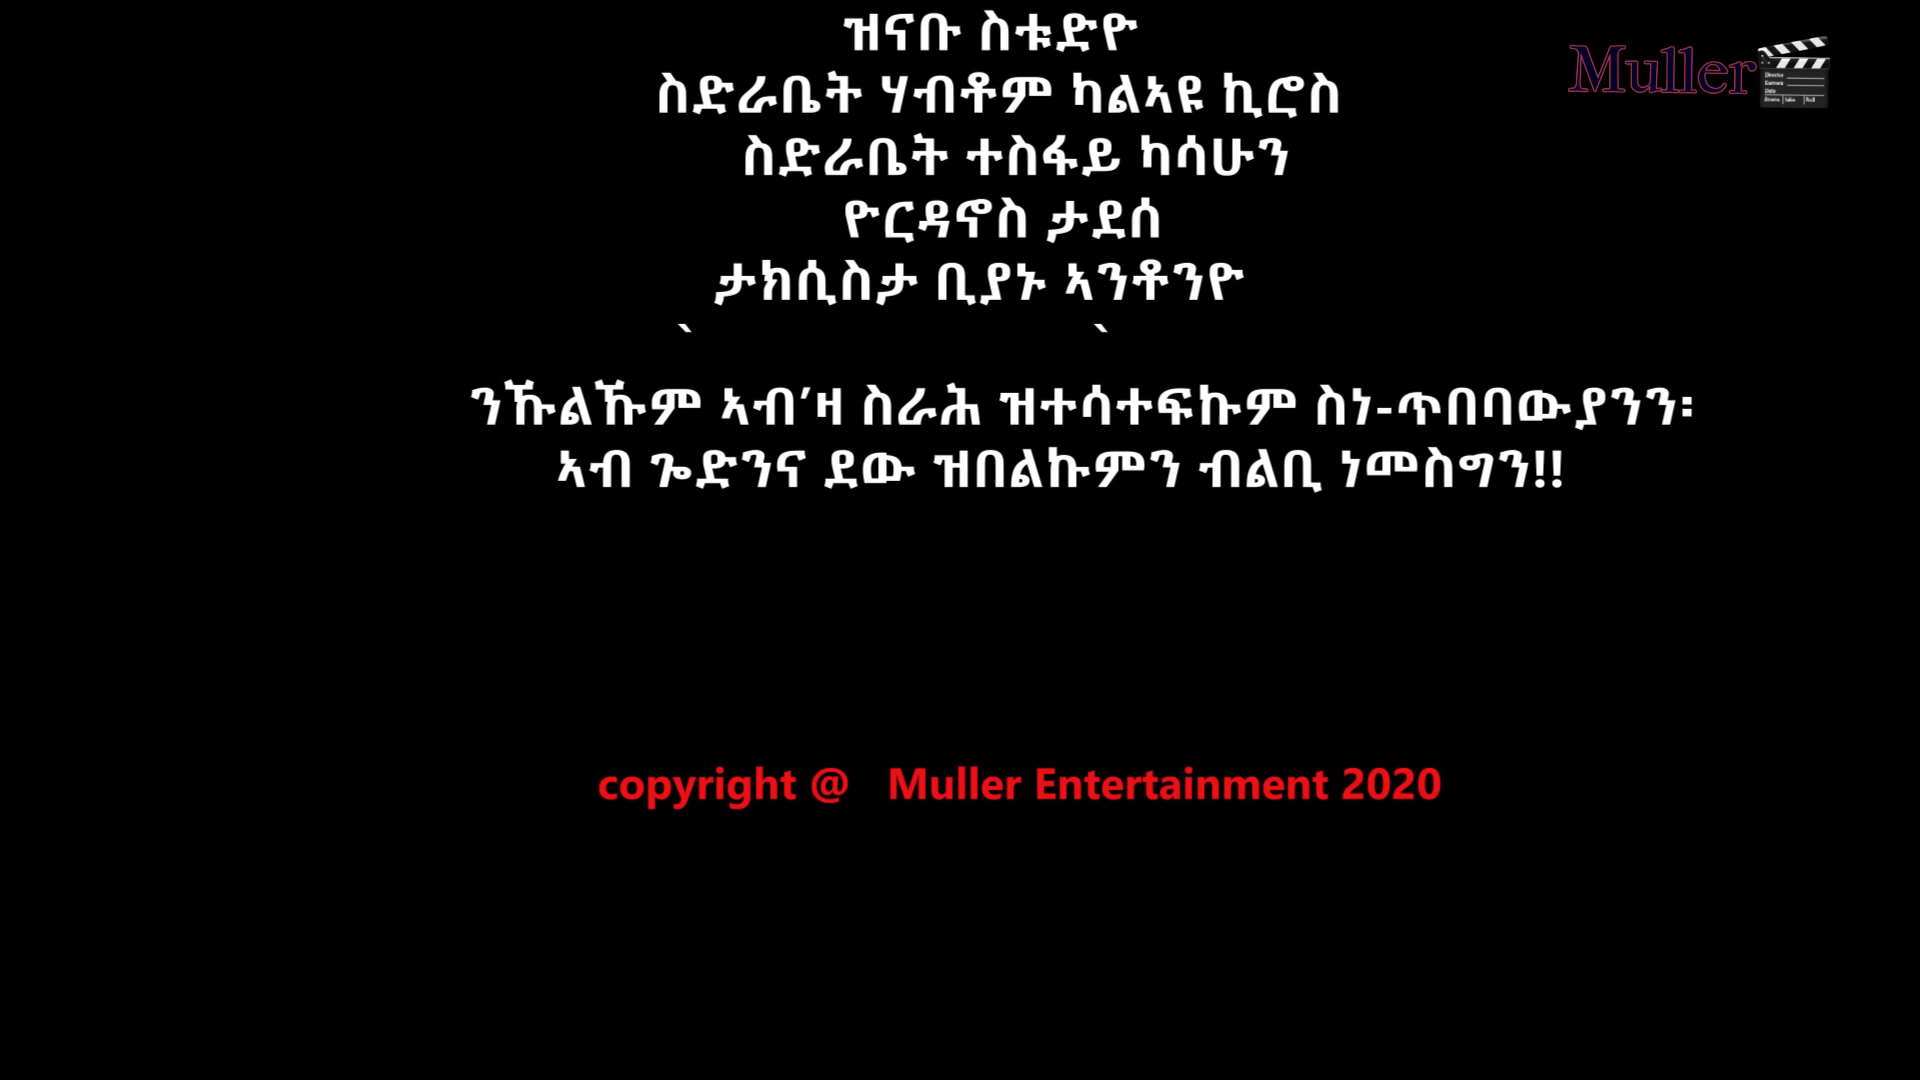 ዝናቡ ስቱድዮ
Muller
ስድራቤት ሃብቶም ካልኣዩ ኪሮስ
ስድራቤት ተስፋይ ካሳሁን
ዮርዳኖስ ታደሰ
ታክሲስታ ቢያኑ ኣንቶንዮ
` `
ንኹልኹም ኣብ’ዛ ስራሕ ዝተሳተፍኩም ስነ-ጥበባውያንን፡
ኣብ ጐድንና ደው ዝበልኩምን ብልቢ ነመስግን!!
copyright @ Muller Entertainment 2020